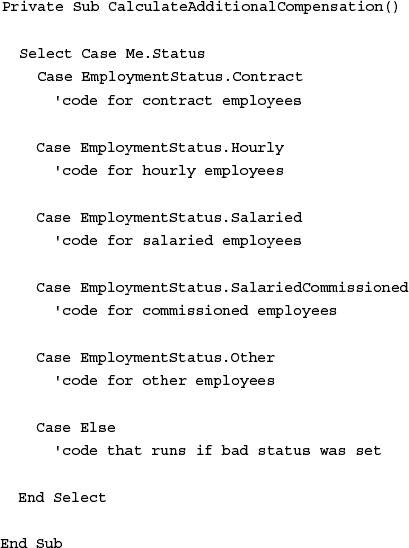 Private Sub CalculateAdditionalCompensation()
Select Case Me.Status
Case EmploymentStatus.Contract
'code for contract employees
Case EmploymentStatus.Hourly
'code for hourly employees
Case EmploymentStatus.Salaried
'code for salaried employees
Case EmploymentStatus.SalariedCommissioned
'code for commissioned employees
Case EmploymentStatus.Other
'code for other employees
Case Else
'code that runs if bad status was set
End Select
End Sub